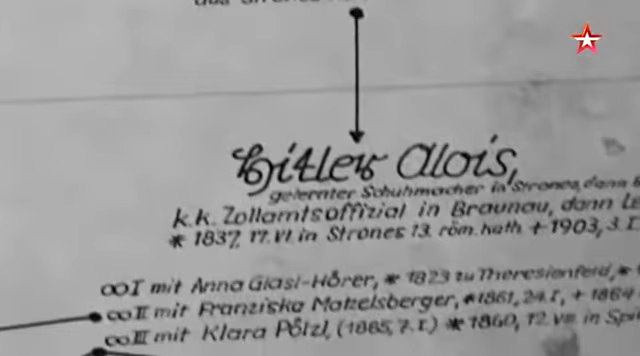 Hitler Alois,
gelernter Schuhmacher in Strones, dann
k.k. Zollamtsoffizial in Braunau, dann
* 1837, 17. VI. in Strones 13. röm. kath + 1903, 3. I.
∞ I mit Anna Glasl-Hörer, * 1823 zu Theresienfeld, +
∞ II mit Franziska Matzelsberger, * 1861, 24. I., + 1884
∞ III mit Klara Pölzl, (1885, 7. I.) * 1860, 12. VIII. in